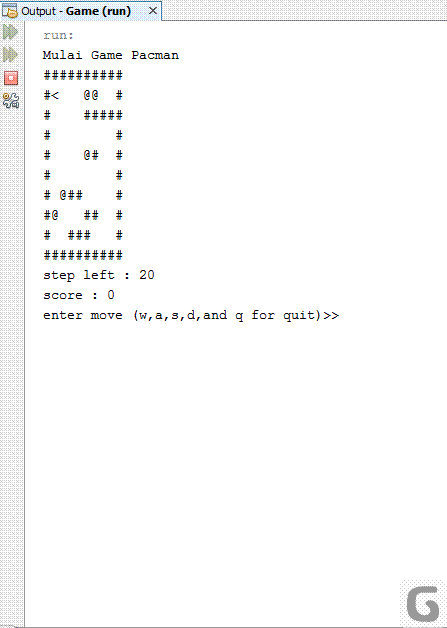 Output - Game (run) ×
run:
Mulai Game Pacman
##########
#<   @@  #
#    #####
#        #
#    @#  #
#        #
# @##    #
#@   ##  #
#  ###   #
##########
step left : 20
score : 0
enter move (w,a,s,d,and q for quit)>>
G